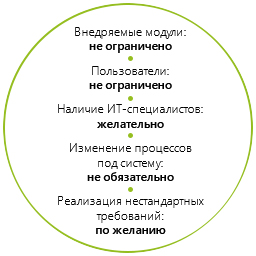 Внедряемые модули:
не ограничено
Пользователи:
не ограничено
Наличие ИТ-специалистов:
желательно
Изменение процессов
под систему:
не обязательно
Реализация нестандартных
требований:
по желанию